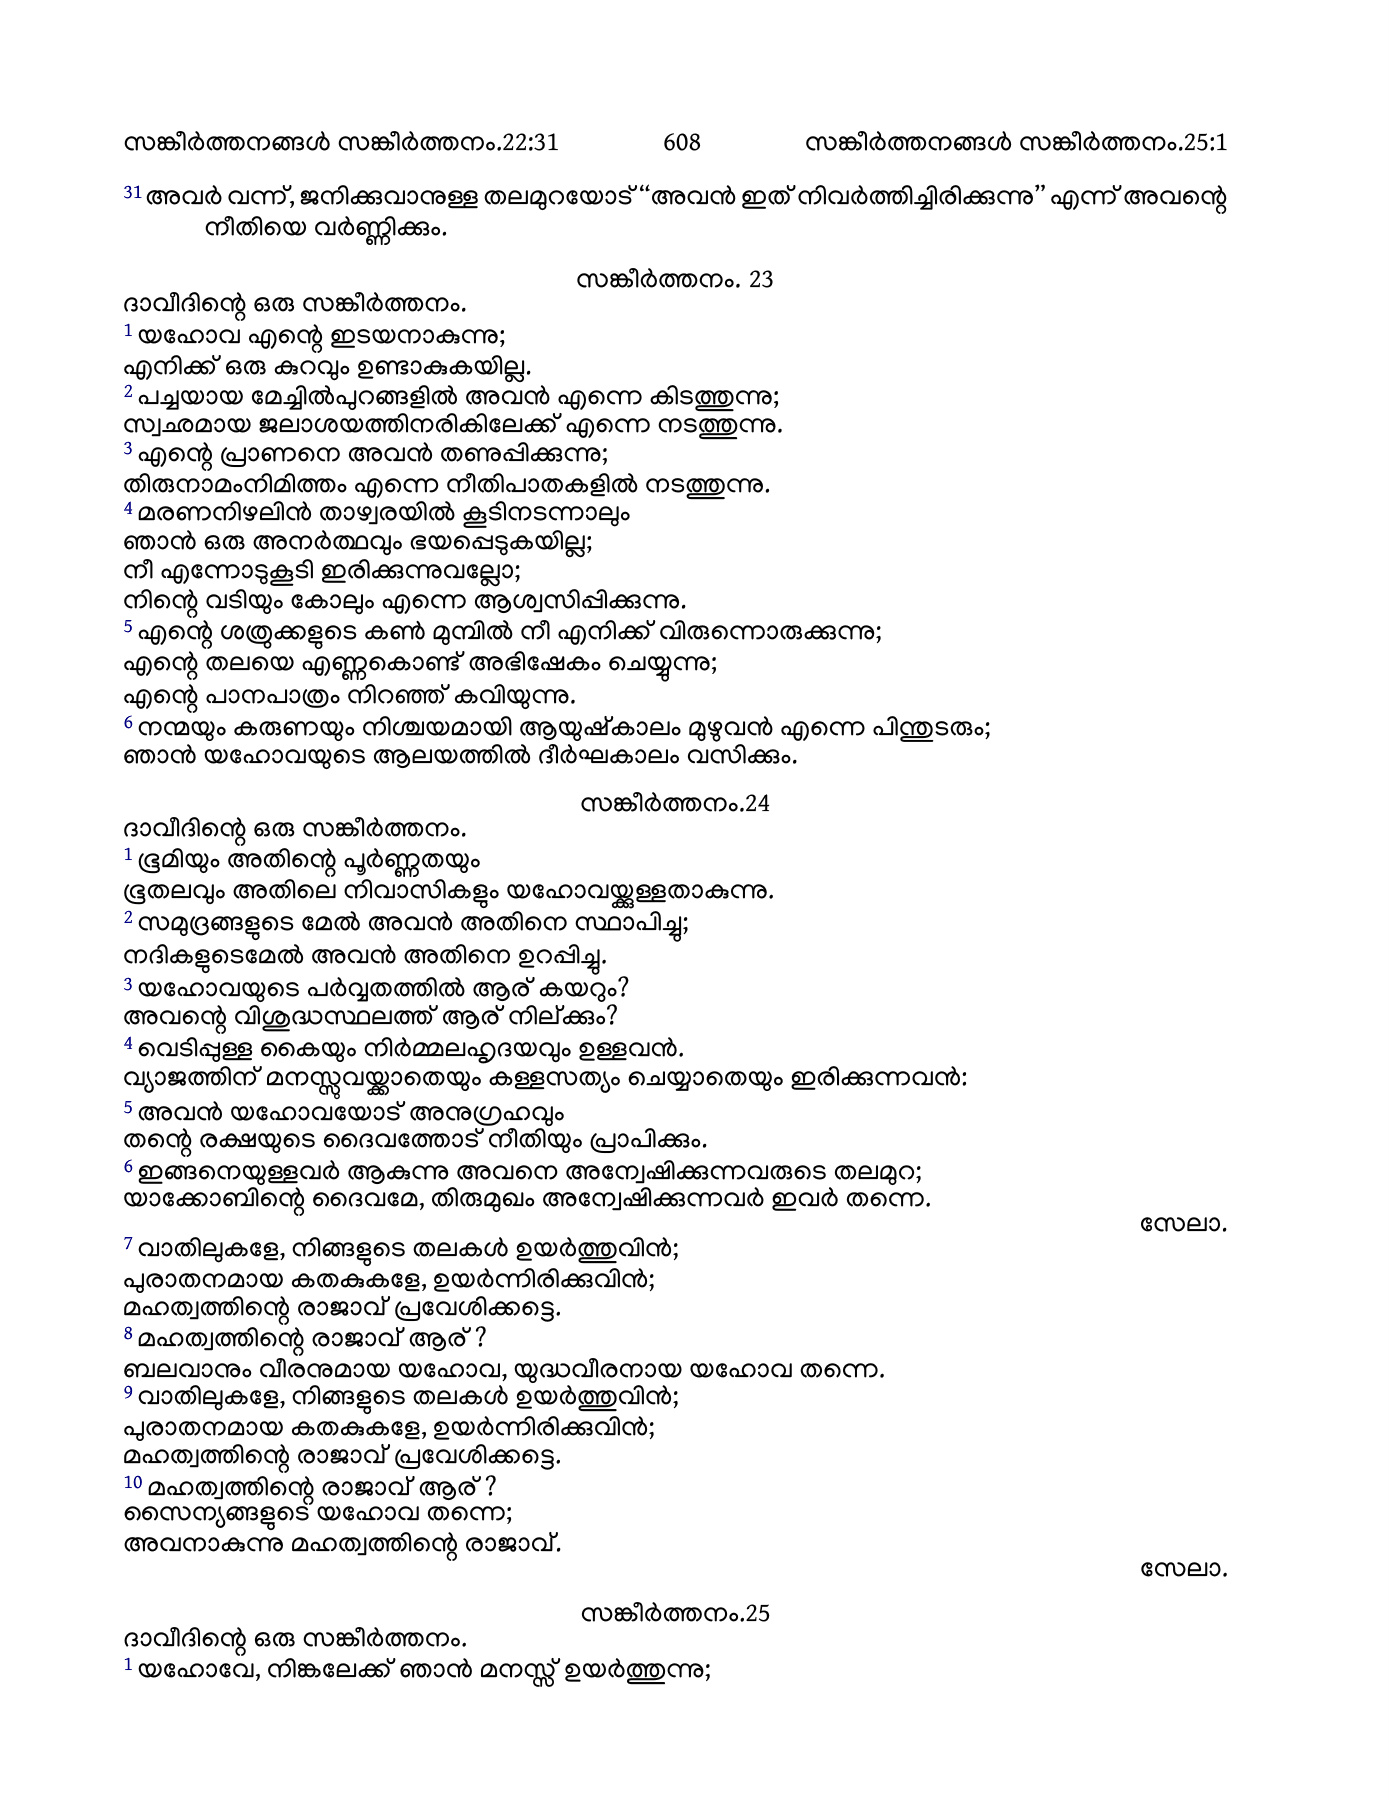 സങ്കീർത്തനങ്ങൾ സങ്കീർത്തനം.22:31 608 സങ്കീർത്തനങ്ങൾ സങ്കീർത്തനം.25:1
31 അവർ വന്ന്, ജനിക്കുവാനുള്ള തലമുറയോട് “അവൻ ഇത് നിവർത്തിച്ചിരിക്കുന്നു” എന്ന് അവന്റെ
നീതിയെ വർണ്ണിക്കും.
സങ്കീർത്തനം. 23
ദാവീദിന്റെ ഒരു സങ്കീർത്തനം.
1 യഹോവ എന്റെ ഇടയനാകുന്നു;
എനിക്ക് ഒരു കുറവും ഉണ്ടാകുകയില്ല.
2 പച്ചയായ മേച്ചിൽപുറങ്ങളിൽ അവൻ എന്നെ കിടത്തുന്നു;
സ്വഛമായ ജലാശയത്തിനരികിലേക്ക് എന്നെ നടത്തുന്നു.
3 എന്റെ പ്രാണനെ അവൻ തണുപ്പിക്കുന്നു;
തിരുനാമംനിമിത്തം എന്നെ നീതിപാതകളിൽ നടത്തുന്നു.
4 മരണനിഴലിൻ താഴ്വരയിൽ കൂടിനടന്നാലും
ഞാൻ ഒരു അനർത്ഥവും ഭയപ്പെടുകയില്ല;
നീ എന്നോടുകൂടി ഇരിക്കുന്നുവല്ലോ;
നിന്റെ വടിയും കോലും എന്നെ ആശ്വസിപ്പിക്കുന്നു.
5 എന്റെ ശത്രുക്കളുടെ കൺ മുമ്പിൽ നീ എനിക്ക് വിരുന്നൊരുക്കുന്നു;
എന്റെ തലയെ എണ്ണകൊണ്ട് അഭിഷേകം ചെയ്യുന്നു;
എന്റെ പാനപാത്രം നിറഞ്ഞ് കവിയുന്നു.
6 നന്മയും കരുണയും നിശ്ചയമായി ആയുഷ്കാലം മുഴുവൻ എന്നെ പിന്തുടരും;
ഞാൻ യഹോവയുടെ ആലയത്തിൽ ദീർഘകാലം വസിക്കും.
സങ്കീർത്തനം.24
ദാവീദിന്റെ ഒരു സങ്കീർത്തനം.
1 ഭൂമിയും അതിന്റെ പൂർണ്ണതയും
ഭൂതലവും അതിലെ നിവാസികളും യഹോവയ്ക്കുള്ളതാകുന്നു.
2 സമുദ്രങ്ങളുടെ മേൽ അവൻ അതിനെ സ്ഥാപിച്ചു;
നദികളുടെമേൽ അവൻ അതിനെ ഉറപ്പിച്ചു.
3 യഹോവയുടെ പർവ്വതത്തിൽ ആര് കയറും?
അവന്റെ വിശുദ്ധസ്ഥലത്ത് ആര് നില്ക്കും?
4 വെടിപ്പുള്ള കൈയും നിർമ്മലഹൃദയവും ഉള്ളവൻ.
വ്യാജത്തിന് മനസ്സുവയ്ക്കാതെയും കള്ളസത്യം ചെയ്യാതെയും ഇരിക്കുന്നവൻ:
5 അവൻ യഹോവയോട് അനുഗ്രഹവും
തന്റെ രക്ഷയുടെ ദൈവത്തോട് നീതിയും പ്രാപിക്കും.
6 ഇങ്ങനെയുള്ളവർ ആകുന്നു അവനെ അന്വേഷിക്കുന്നവരുടെ തലമുറ;
യാക്കോബിന്റെ ദൈവമേ, തിരുമുഖം അന്വേഷിക്കുന്നവർ ഇവർ തന്നെ.
സേലാ.
7 വാതിലുകളേ, നിങ്ങളുടെ തലകൾ ഉയർത്തുവിൻ;
പുരാതനമായ കതകുകളേ, ഉയർന്നിരിക്കുവിൻ;
മഹത്വത്തിന്റെ രാജാവ് പ്രവേശിക്കട്ടെ.
8 മഹത്വത്തിന്റെ രാജാവ് ആര് ?
ബലവാനും വീരനുമായ യഹോവ, യുദ്ധവീരനായ യഹോവ തന്നെ.
9 വാതിലുകളേ, നിങ്ങളുടെ തലകൾ ഉയർത്തുവിൻ;
പുരാതനമായ കതകുകളേ, ഉയർന്നിരിക്കുവിൻ;
മഹത്വത്തിന്റെ രാജാവ് പ്രവേശിക്കട്ടെ.
10 മഹത്വത്തിന്റെ രാജാവ് ആര് ?
സൈന്യങ്ങളുടെ യഹോവ തന്നെ;
അവനാകുന്നു മഹത്വത്തിന്റെ രാജാവ്.
സേലാ.
സങ്കീർത്തനം.25
ദാവീദിന്റെ ഒരു സങ്കീർത്തനം.
1 യഹോവേ, നിങ്കലേക്ക് ഞാൻ മനസ്സ് ഉയർത്തുന്നു;